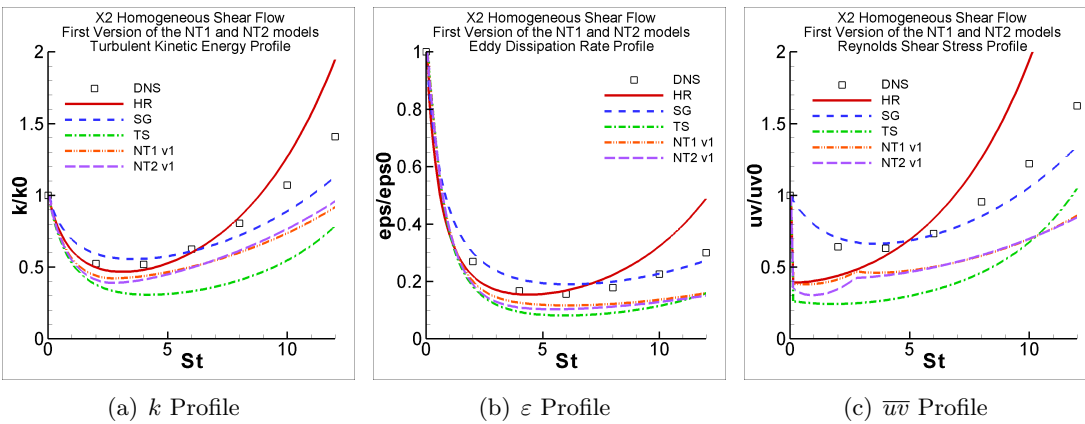 X2 Homogeneous Shear Flow
First Version of the NT1 and NT2 models
Turbulent Kinetic Energy Profile
2
1.5
1
0.5
0
k/k0
DNS
HR
SG
TS
NT1 v1
NT2 v1
0 5 10
St
(a) k Profile
X2 Homogeneous Shear Flow
First Version of the NT1 and NT2 models
Eddy Dissipation Rate Profile
1
0.8
0.6
0.4
0.2
0
eps/eps0
DNS
HR
SG
TS
NT1 v1
NT2 v1
0 5 10
St
(b) ε Profile
X2 Homogeneous Shear Flow
First Version of the NT1 and NT2 models
Reynolds Shear Stress Profile
2
1.5
1
0.5
0
uv/uv0
DNS
HR
SG
TS
NT1 v1
NT2 v1
0 5 10
St
(c) u̅v̅ Profile